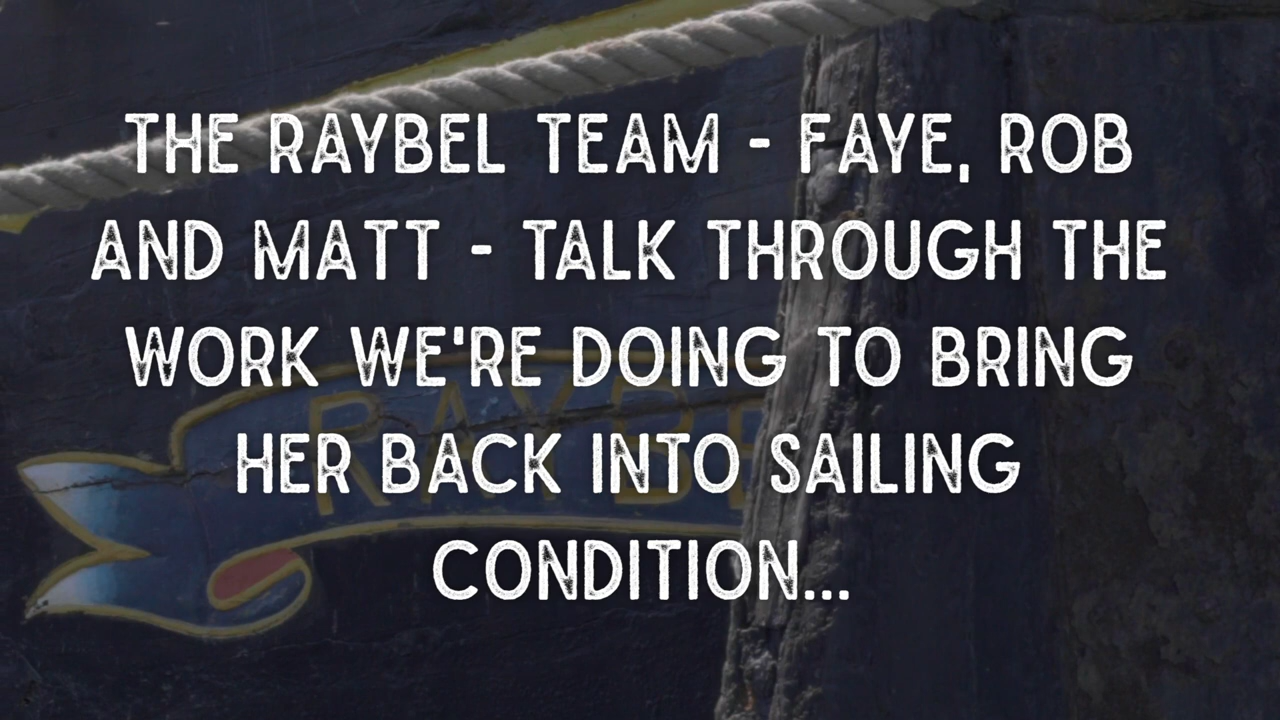 THE RAYBEL TEAM - FAYE, ROB
AND MATT - TALK THROUGH THE
WORK WE'RE DOING TO BRING
HER BACK INTO SAILING
CONDITION...
RAYBE